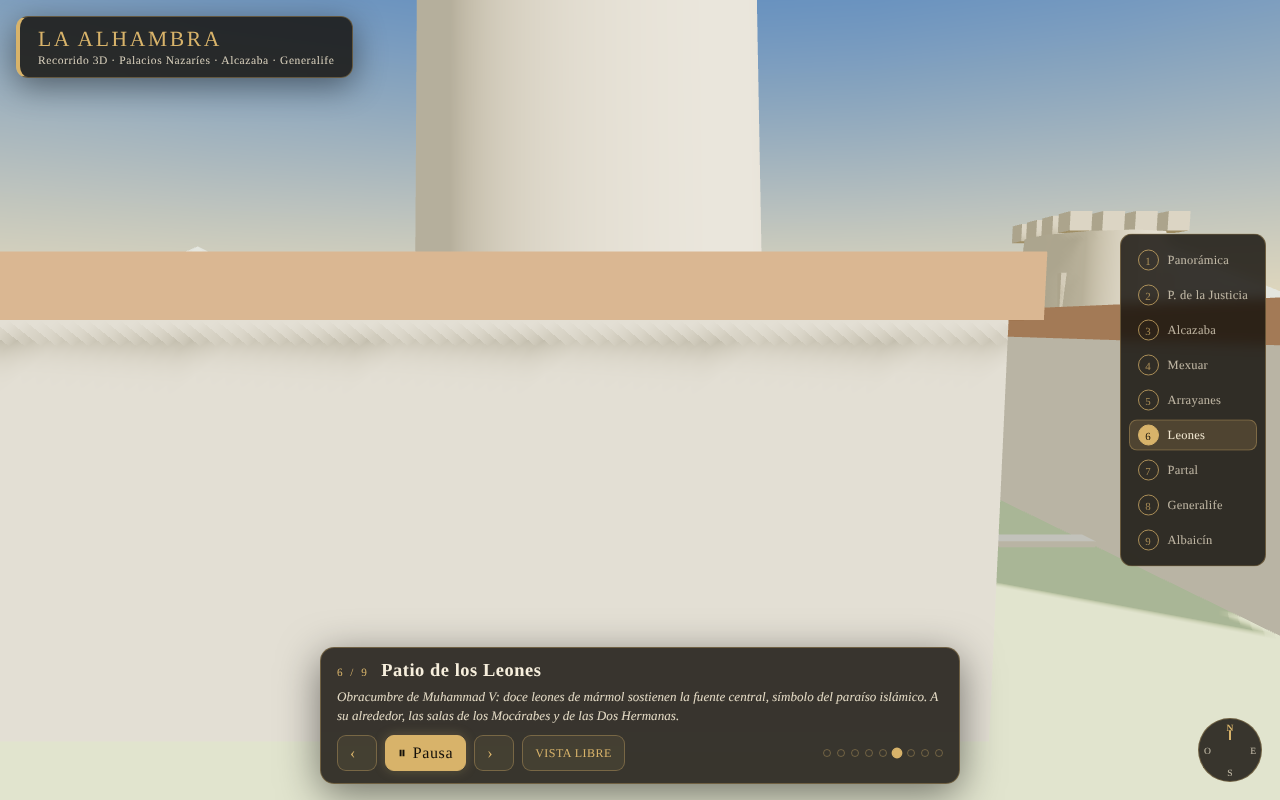 LA ALHAMBRA
Recorrido 3D · Palacios Nazaríes · Alcazaba · Generalife
1 Panorámica
2 P. de la Justicia
3 Alcazaba
4 Mexuar
5 Arrayanes
6 Leones
7 Partal
8 Generalife
9 Albaicín
6 / 9 Patio de los Leones
Obracumbre de Muhammad V: doce leones de mármol sostienen la fuente central, símbolo del paraíso islámico. A
su alrededor, las salas de los Mocárabes y de las Dos Hermanas.
‹ Pausa › VISTA LIBRE
N
O E
S